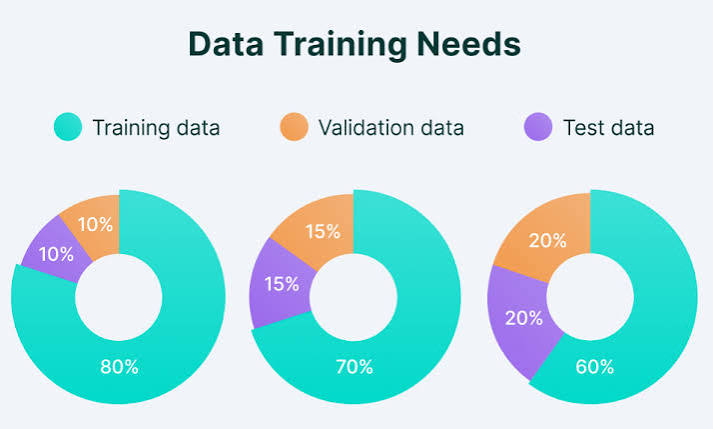 Data Training Needs
Training data Validation data Test data
10% 10% 80%
15% 15% 70%
20% 20% 60%